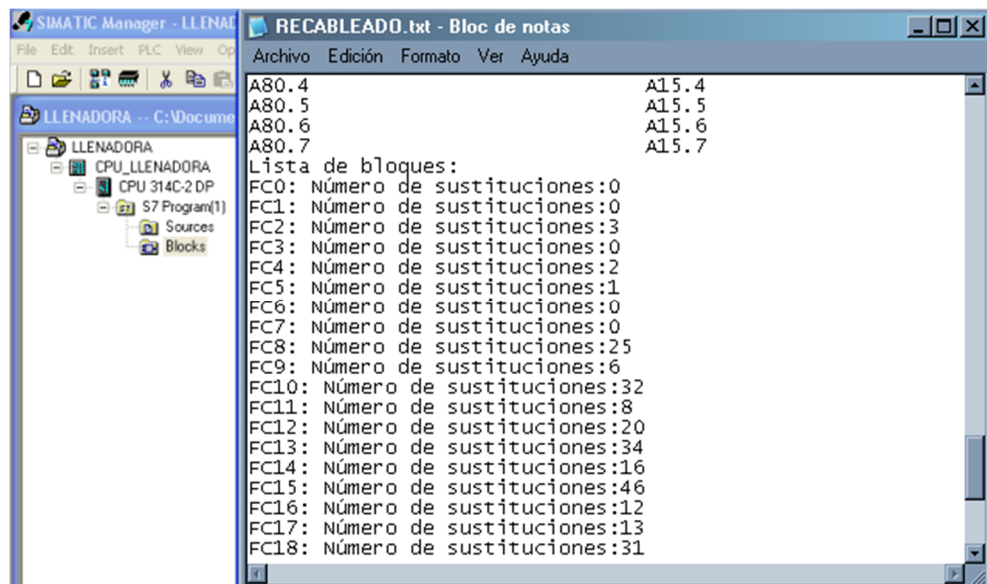 SIMATIC Manager - LLENAD
File Edit Insert PLC View Op
LLENADORA -- C:\Docume
LLENADORA
CPU_LLENADORA
CPU 314C-2 DP
S7 Program(1)
Sources
Blocks
RECABLEADO.txt - Bloc de notas
Archivo Edición Formato Ver Ayuda
A80.4 A15.4
A80.5 A15.5
A80.6 A15.6
A80.7 A15.7
Lista de bloques:
FC0: Número de sustituciones:0
FC1: Número de sustituciones:0
FC2: Número de sustituciones:3
FC3: Número de sustituciones:0
FC4: Número de sustituciones:2
FC5: Número de sustituciones:1
FC6: Número de sustituciones:0
FC7: Número de sustituciones:0
FC8: Número de sustituciones:25
FC9: Número de sustituciones:6
FC10: Número de sustituciones:32
FC11: Número de sustituciones:8
FC12: Número de sustituciones:20
FC13: Número de sustituciones:34
FC14: Número de sustituciones:16
FC15: Número de sustituciones:46
FC16: Número de sustituciones:12
FC17: Número de sustituciones:13
FC18: Número de sustituciones:31